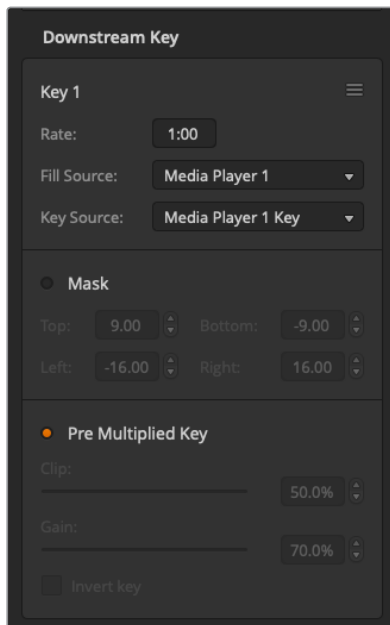 Downstream Key
Key 1
Rate: 1:00
Fill Source: Media Player 1
Key Source: Media Player 1 Key
Mask
Top: 9.00 Bottom: -9.00
Left: -16.00 Right: 16.00
Pre Multiplied Key
Clip:
50.0%
Gain:
70.0%
Invert key